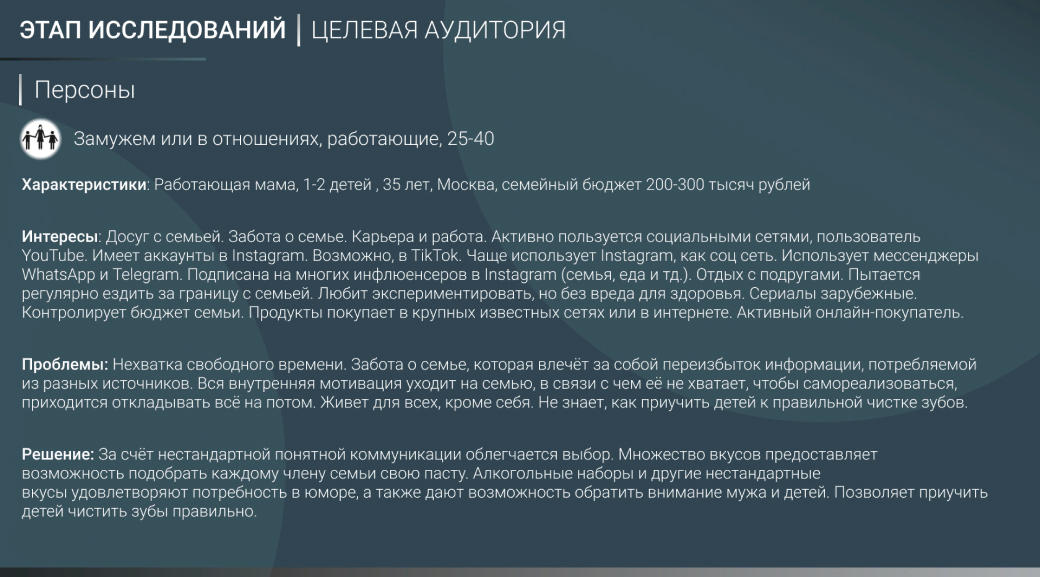 ЭТАП ИССЛЕДОВАНИЙ | ЦЕЛЕВАЯ АУДИТОРИЯ
Персоны
Замужем или в отношениях, работающие, 25-40
Характеристики: Работающая мама, 1-2 детей , 35 лет, Москва, семейный бюджет 200-300 тысяч рублей
Интересы: Досуг с семьей. Забота о семье. Карьера и работа. Активно пользуется социальными сетями, пользователь
YouTube. Имеет аккаунты в Instagram. Возможно, в TikTok. Чаще использует Instagram, как соц сеть. Использует мессенджеры
WhatsApp и Telegram. Подписана на многих инфлюенсеров в Instagram (семья, еда и тд.). Отдых с подругами. Пытается
регулярно ездить за границу с семьей. Любит экспериментировать, но без вреда для здоровья. Сериалы зарубежные.
Контролирует бюджет семьи. Продукты покупает в крупных известных сетях или в интернете. Активный онлайн-покупатель.
Проблемы: Нехватка свободного времени. Забота о семье, которая влечёт за собой переизбыток информации, потребляемой
из разных источников. Вся внутренняя мотивация уходит на семью, в связи с чем её не хватает, чтобы самореализоваться,
приходится откладывать всё на потом. Живет для всех, кроме себя. Не знает, как приучить детей к правильной чистке зубов.
Решение: За счёт нестандартной понятной коммуникации облегчается выбор. Множество вкусов предоставляет
возможность подобрать каждому члену семьи свою пасту. Алкогольные наборы и другие нестандартные
вкусы удовлетворяют потребность в юморе, а также дают возможность обратить внимание мужа и детей. Позволяет приучить
детей чистить зубы правильно.